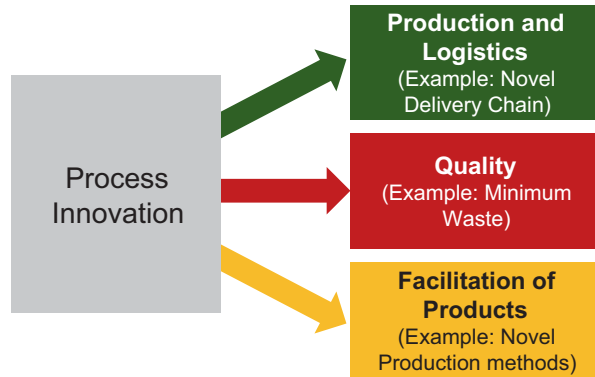 Process
Innovation
Production and
Logistics
(Example: Novel
Delivery Chain)
Quality
(Example: Minimum
Waste)
Facilitation of
Products
(Example: Novel
Production methods)